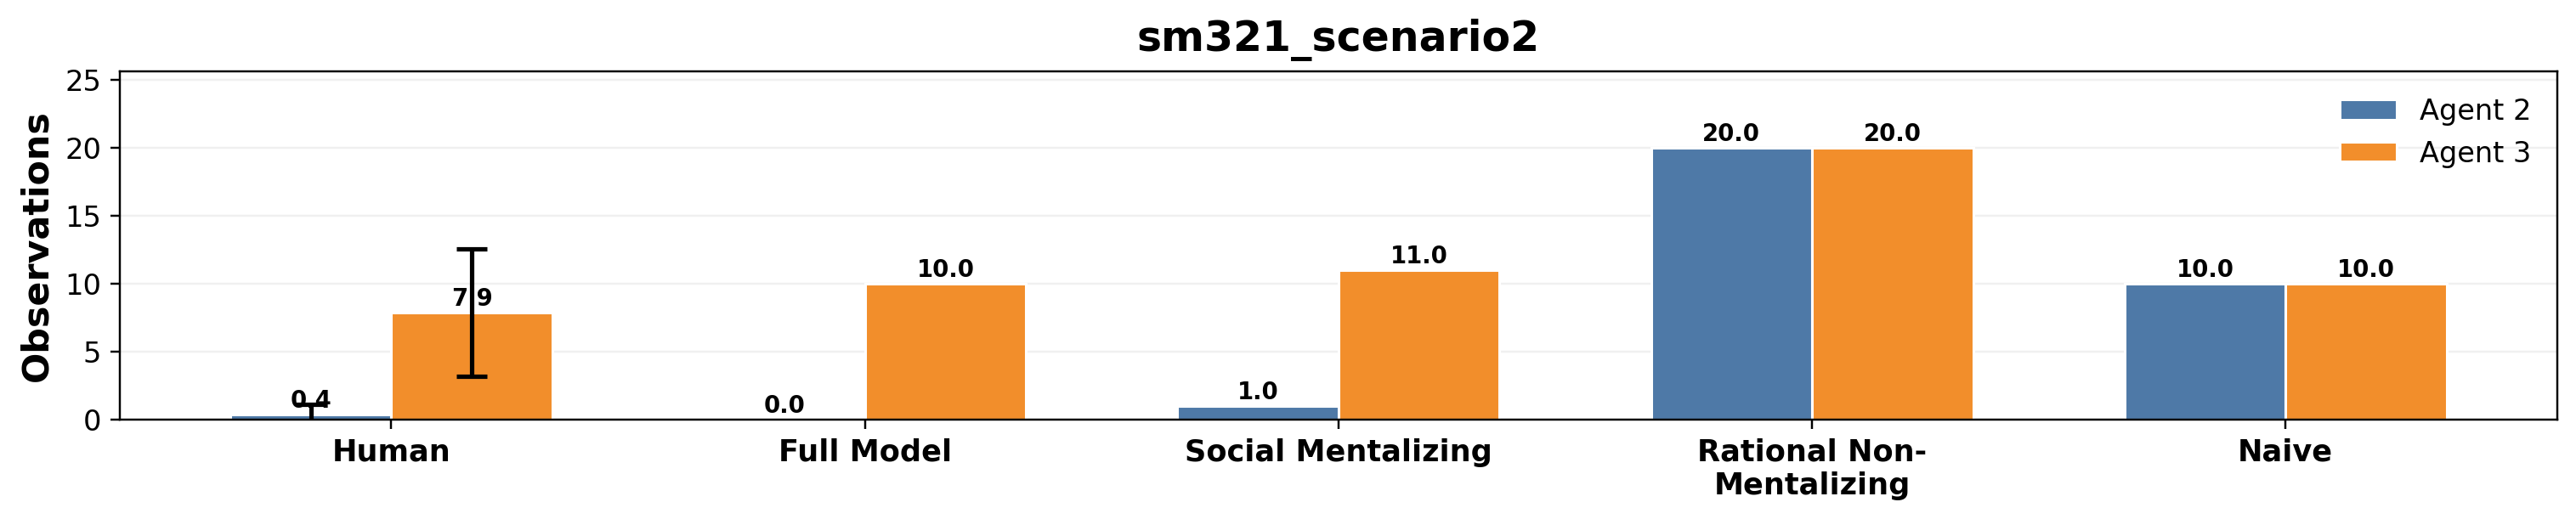 sm321_scenario2
Observations
25
20
15
10
5
0
Agent 2
Agent 3
0.4
7.9
0.0
10.0
1.0
11.0
20.0
20.0
10.0
10.0
Human
Full Model
Social Mentalizing
Rational Non-
Mentalizing
Naive